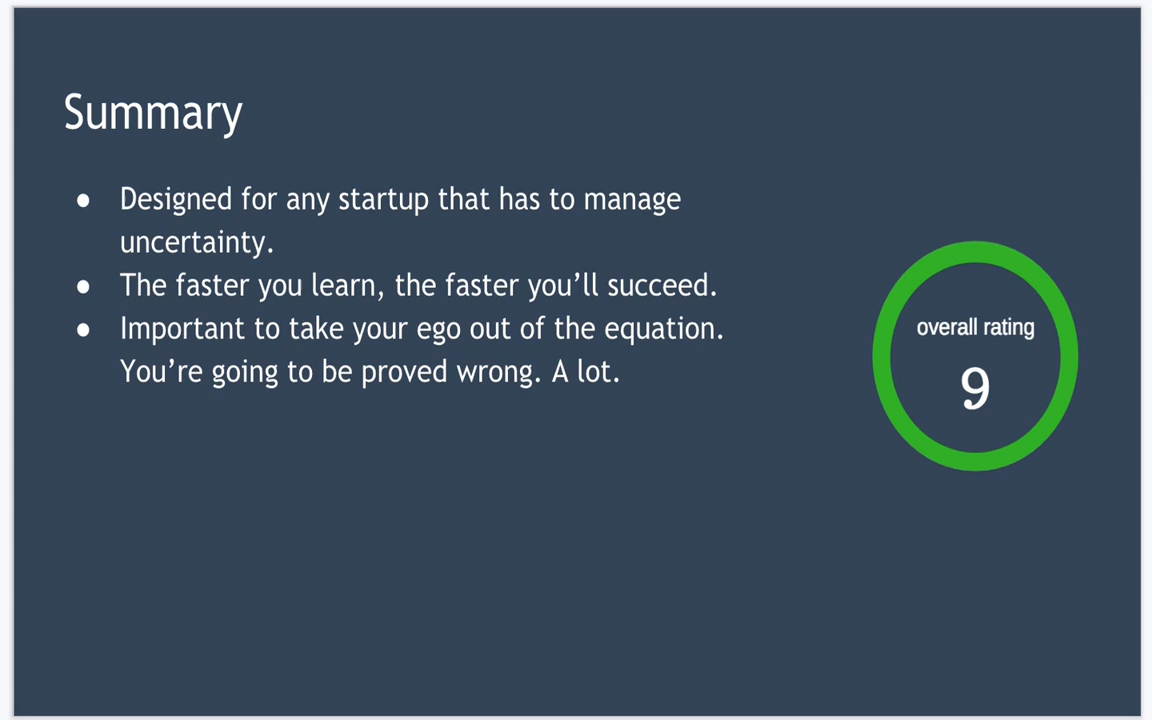 Summary
● Designed for any startup that has to manage
uncertainty.
● The faster you learn, the faster you’ll succeed.
● Important to take your ego out of the equation.
You’re going to be proved wrong. A lot.
overall rating
9